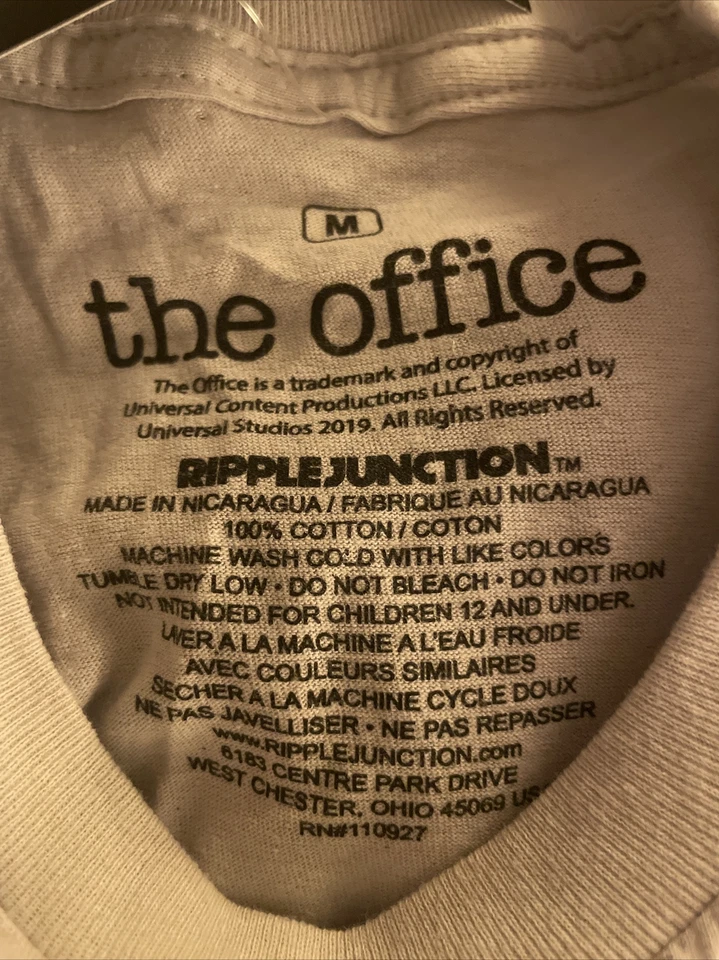 M
the office
The Office is a trademark and copyright of
Universal Content Productions LLC. Licensed by
Universal Studios 2019. All Rights Reserved.
RIPPLE JUNCTION™
MADE IN NICARAGUA / FABRIQUE AU NICARAGUA
100% COTTON / COTON
MACHINE WASH COLD WITH LIKE COLORS
TUMBLE DRY LOW • DO NOT BLEACH • DO NOT IRON
NOT INTENDED FOR CHILDREN 12 AND UNDER.
LAVER A LA MACHINE A L'EAU FROIDE
AVEC COULEURS SIMILAIRES
SECHER A LA MACHINE CYCLE DOUX
NE PAS JAVELLISER • NE PAS REPASSER
www.RIPPLEJUNCTION.com
6183 CENTRE PARK DRIVE
WEST CHESTER, OHIO 45069 US
RN#110927